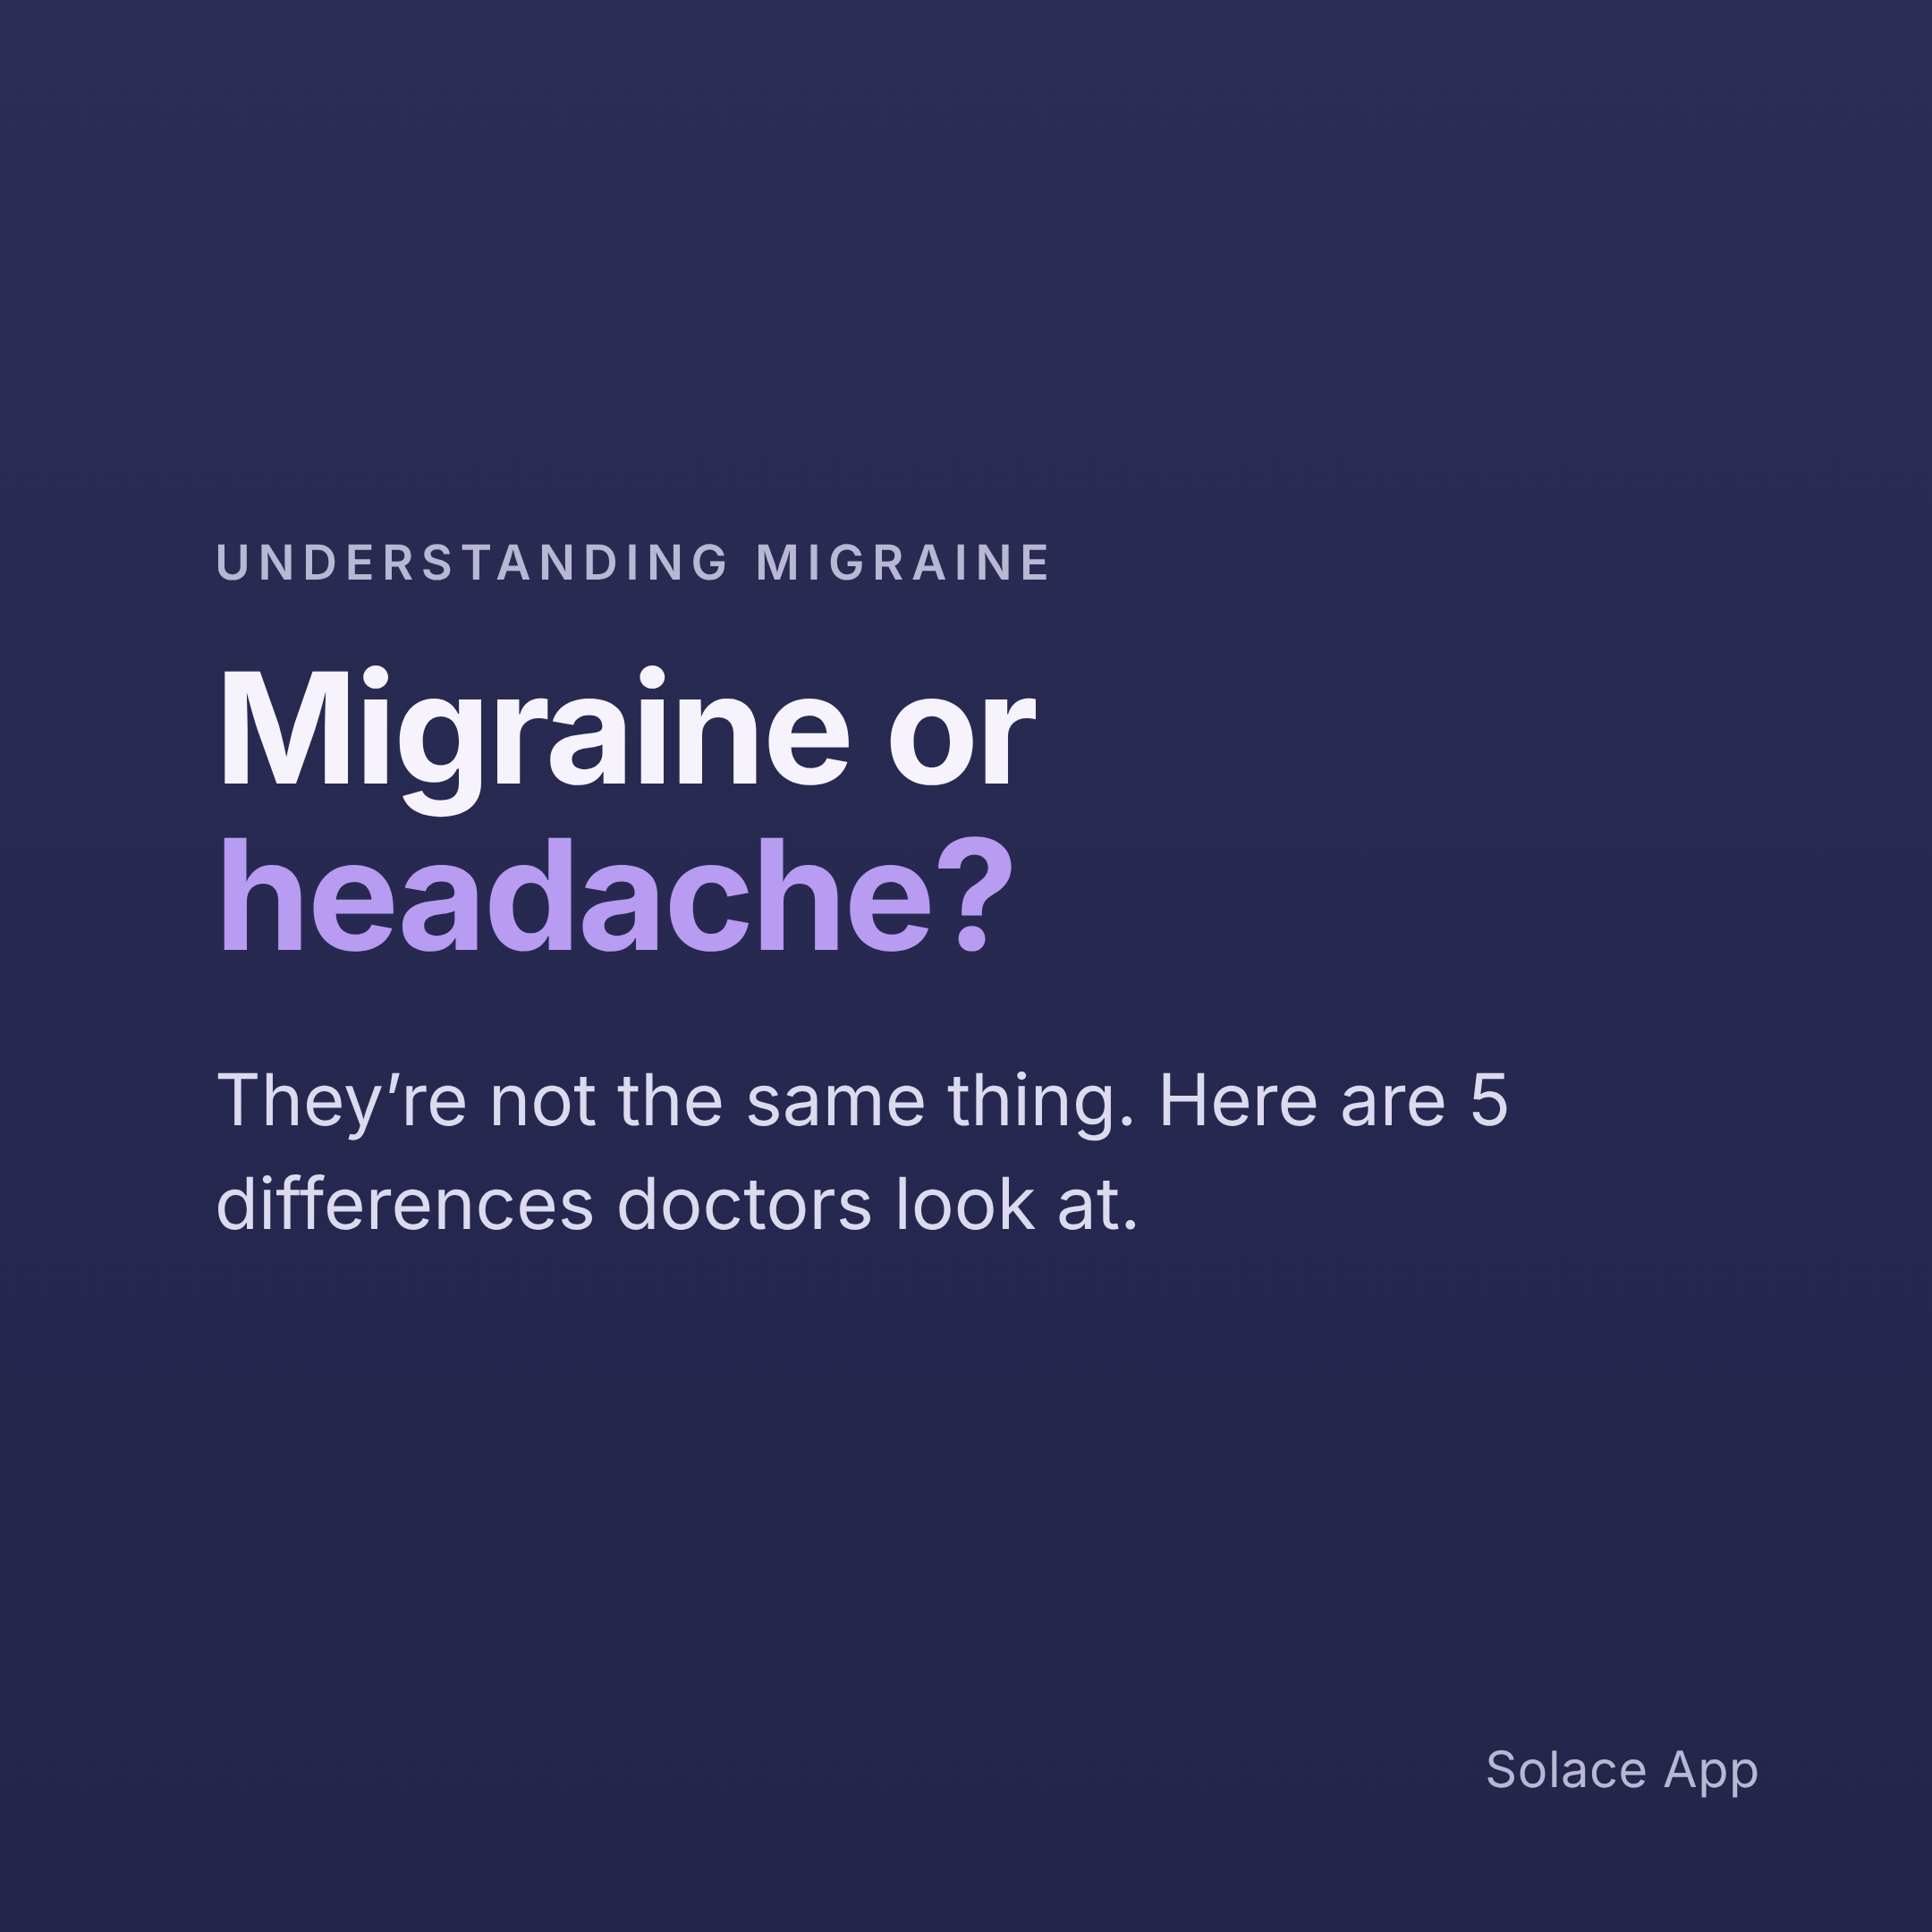 UNDERSTANDING MIGRAINE
Migraine or
headache?
They’re not the same thing. Here are 5
differences doctors look at.
Solace App